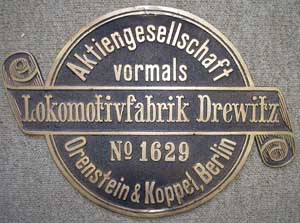 Aktiengesellschaft
vormals
Lokomotivfabrik Drewitz
No 1629
Orenstein & Koppel, Berlin